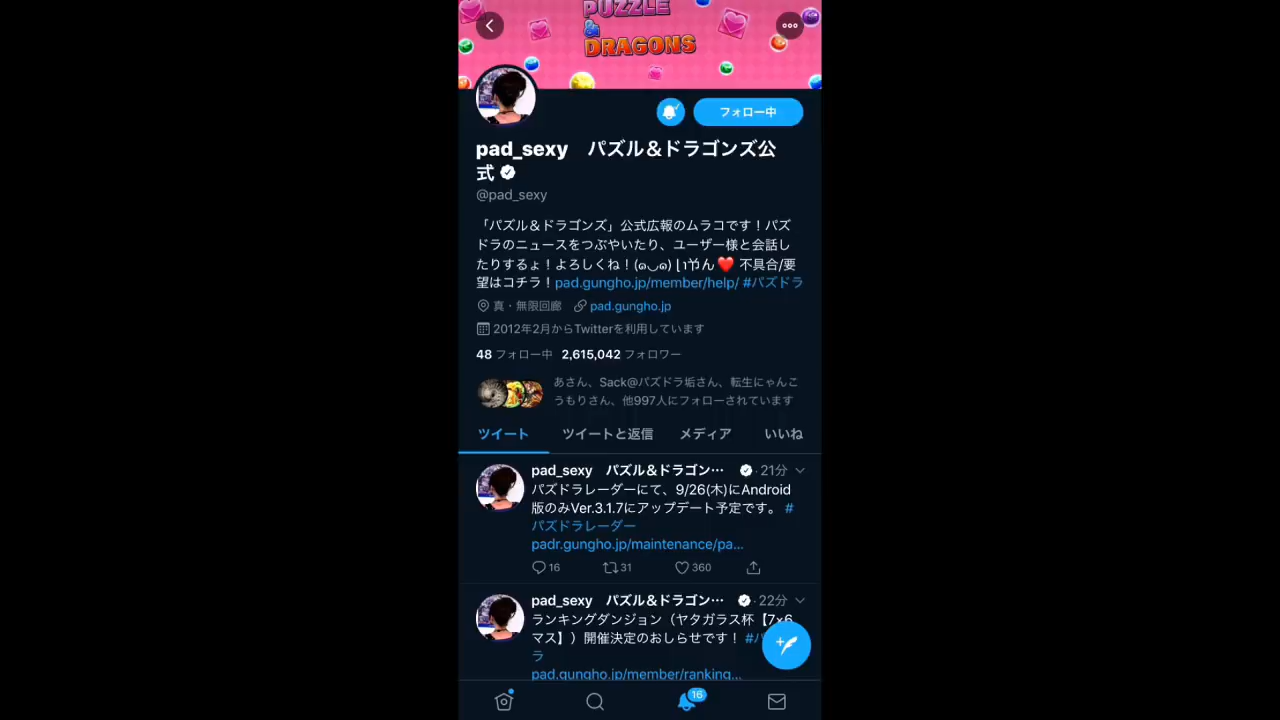 PUZZLE
&
DRAGONS
フォロー中
pad_sexy　パズル＆ドラゴンズ公
式
@pad_sexy
「パズル＆ドラゴンズ」公式広報のムラコです！パズ
ドラのニュースをつぶやいたり、ユーザー様と会話し
たりするょ！よろしくね！(๑◡๑) ❤️ 不具合/要
望はコチラ！pad.gungho.jp/member/help/ #パズドラ
真・無限回廊 pad.gungho.jp
2012年2月からTwitterを利用しています
48 フォロー中 2,615,042 フォロワー
あさん、Sack@パズドラ垢さん、転生にゃんこ
うもりさん、他997人にフォローされています
ツイート ツイートと返信 メディア いいね
pad_sexy　パズル＆ドラゴン… · 21分
パズドラレーダーにて、9/26(木)にAndroid
版のみVer.3.1.7にアップデート予定です。 #
パズドラレーダー
padr.gungho.jp/maintenance/pa...
16 31 360
pad_sexy　パズル＆ドラゴン… · 22分
ランキングダンジョン（ヤタガラス杯【7×6
マス】）開催決定のおしらせです！ #パ
ラ
pad.gungho.jp/member/ranking...
16